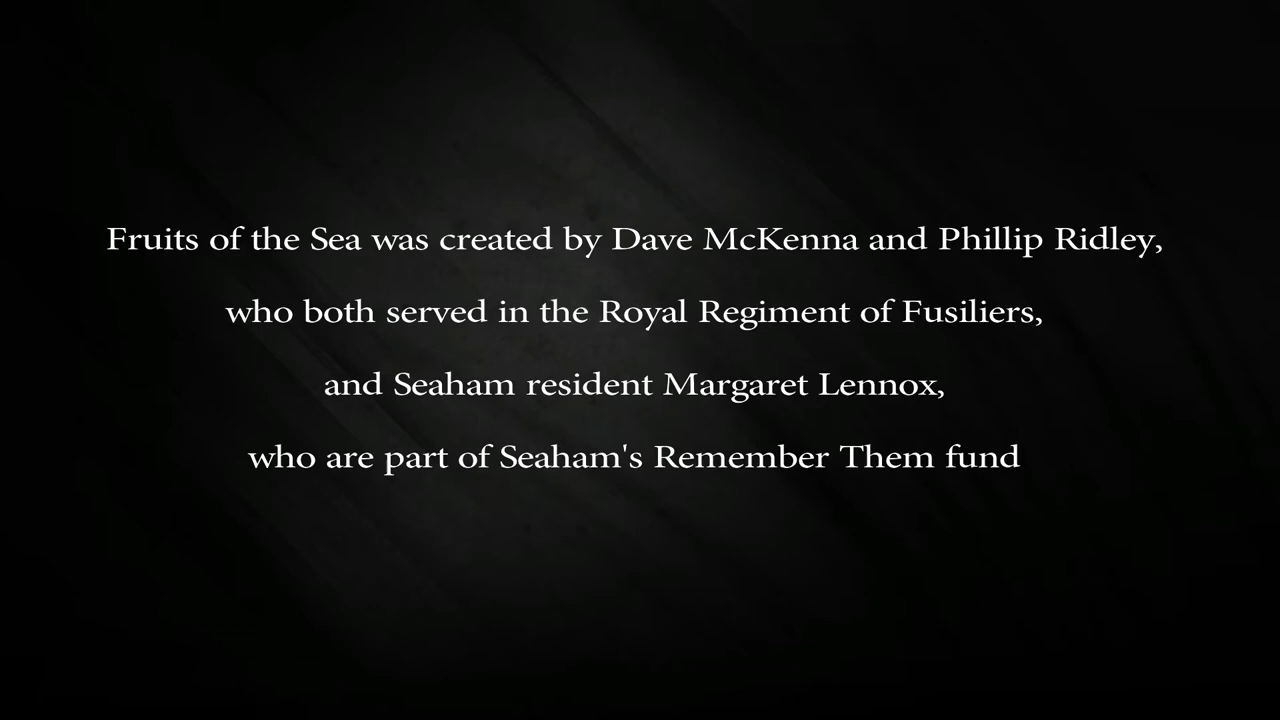 Fruits of the Sea was created by Dave McKenna and Phillip Ridley,
who both served in the Royal Regiment of Fusiliers,
and Seaham resident Margaret Lennox,
who are part of Seaham's Remember Them fund